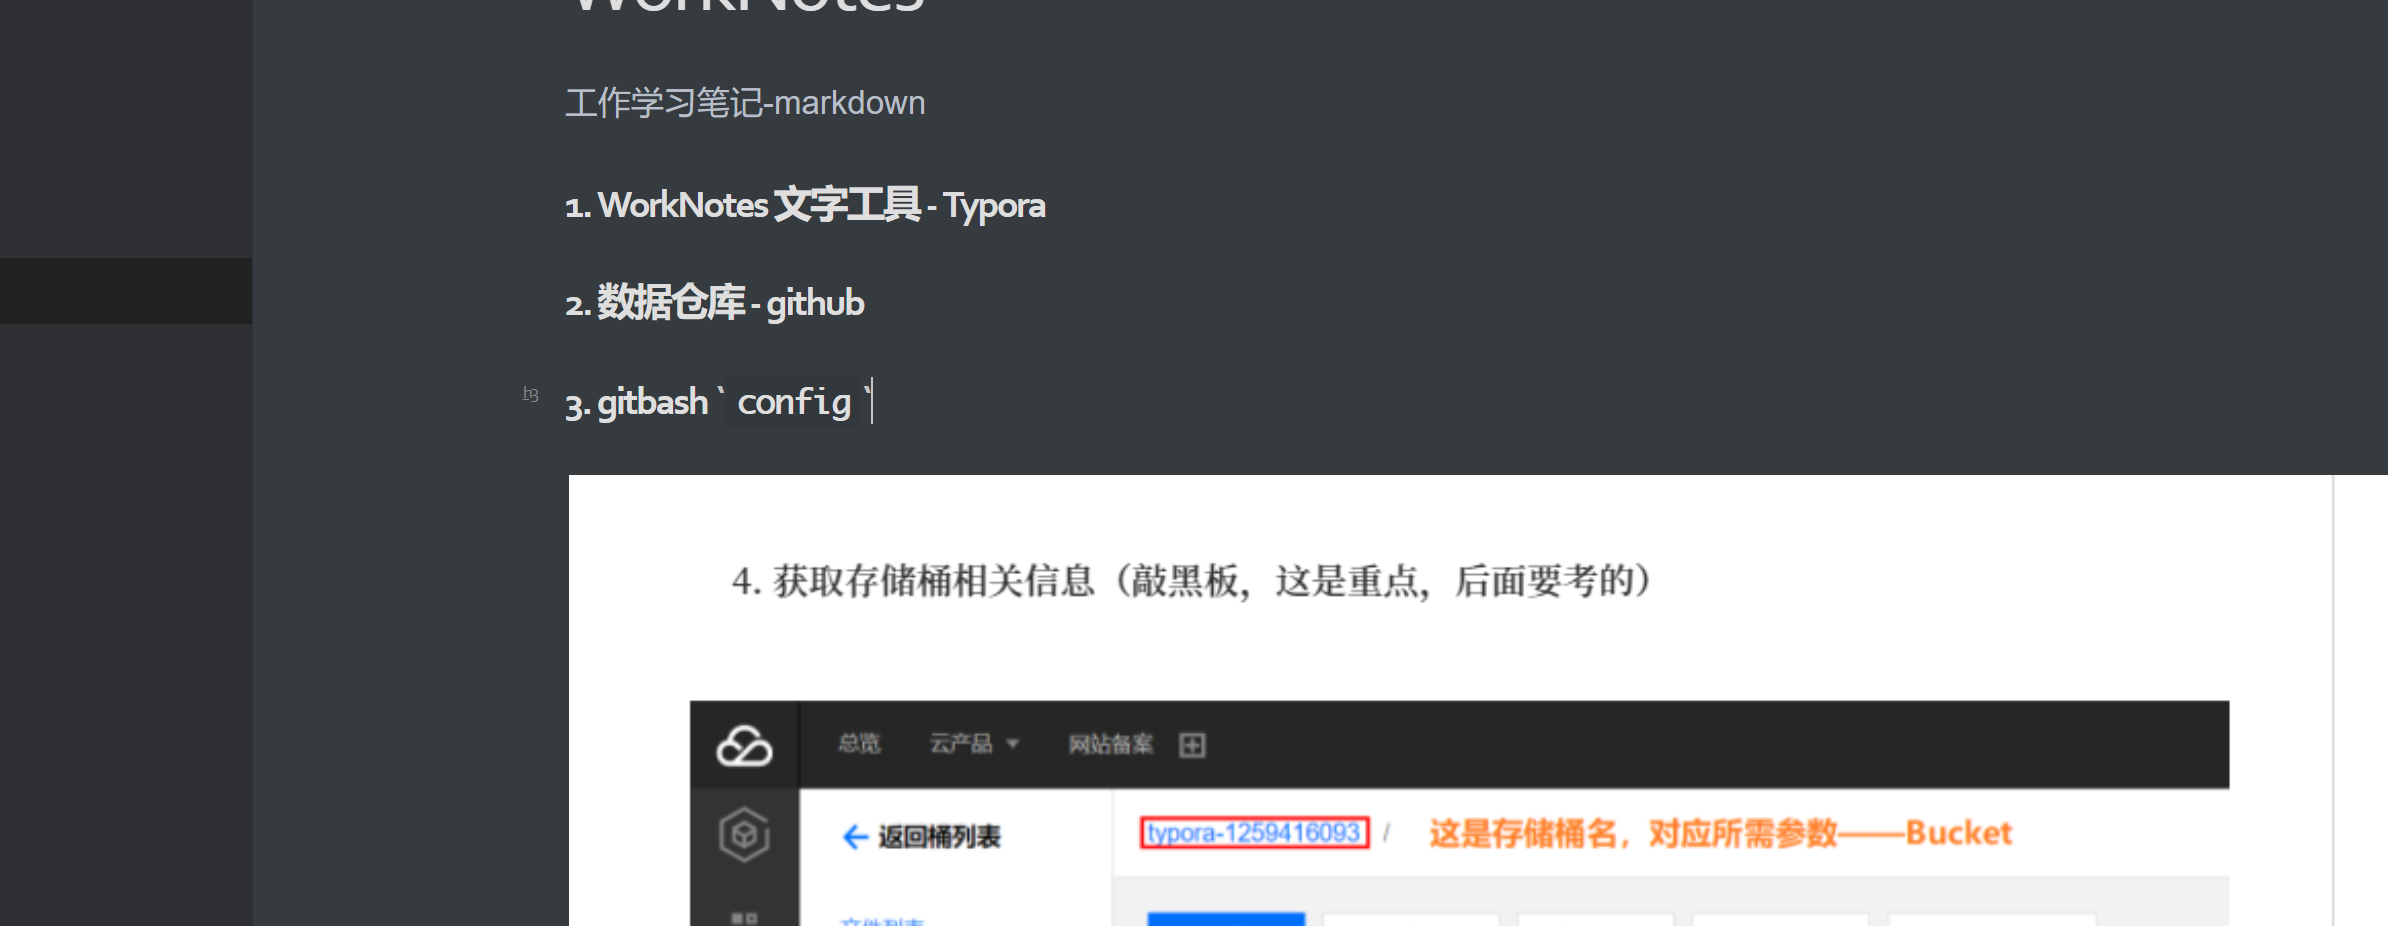 WorkNotes
工作学习笔记-markdown
1. WorkNotes 文字工具 - Typora
2. 数据仓库 - github
h3
3. gitbash ` config `
4. 获取存储桶相关信息（敲黑板，这是重点，后面要考的）
总览 云产品 网站备案
返回桶列表
typora-1259416093 / 这是存储桶名，对应所需参数——Bucket
文件列表